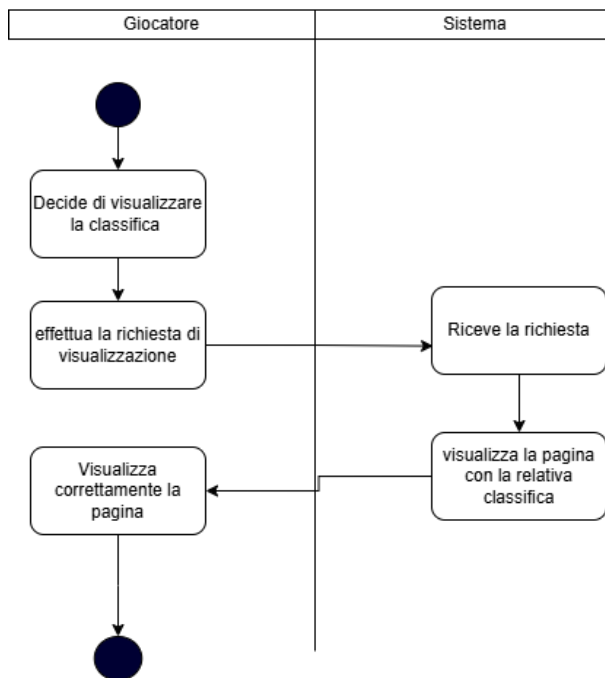 Giocatore
Sistema
Decide di visualizzare
la classifica
effettua la richiesta di
visualizzazione
Riceve la richiesta
visualizza la pagina
con la relativa
classifica
Visualizza
correttamente la
pagina